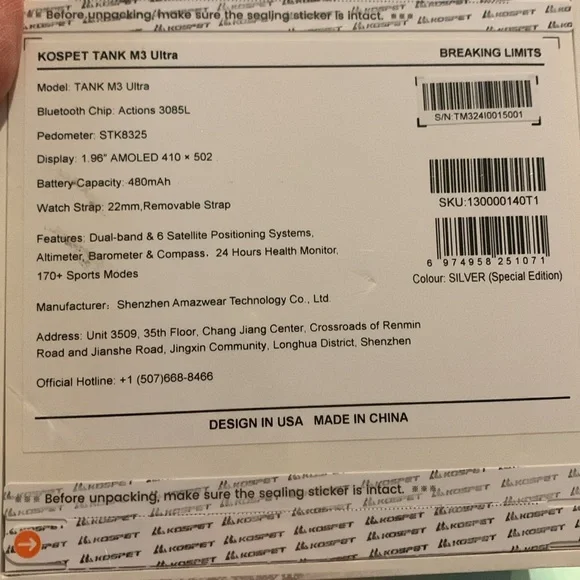 Before unpacking, make sure the sealing sticker is intact. ※※※
KOSPET TANK M3 Ultra
BREAKING LIMITS
Model: TANK M3 Ultra
Bluetooth Chip: Actions 3085L
Pedometer: STK8325
Display: 1.96" AMOLED 410 × 502
Battery Capacity: 480mAh
Watch Strap: 22mm,Removable Strap
Features: Dual-band & 6 Satellite Positioning Systems,
Altimeter, Barometer & Compass, 24 Hours Health Monitor,
170+ Sports Modes
S/N:TM324I0015001
SKU:130000140T1
6 974958 251071
Colour: SILVER (Special Edition)
Manufacturer: Shenzhen Amazwear Technology Co., Ltd.
Address: Unit 3509, 35th Floor, Chang Jiang Center, Crossroads of Renmin
Road and Jianshe Road, Jingxin Community, Longhua District, Shenzhen
Official Hotline: +1 (507)668-8466
DESIGN IN USA MADE IN CHINA
※※※ Before unpacking, make sure the sealing sticker is intact. ※※※
KOSPET KOSPET KOSPET KOSPET KOSPET